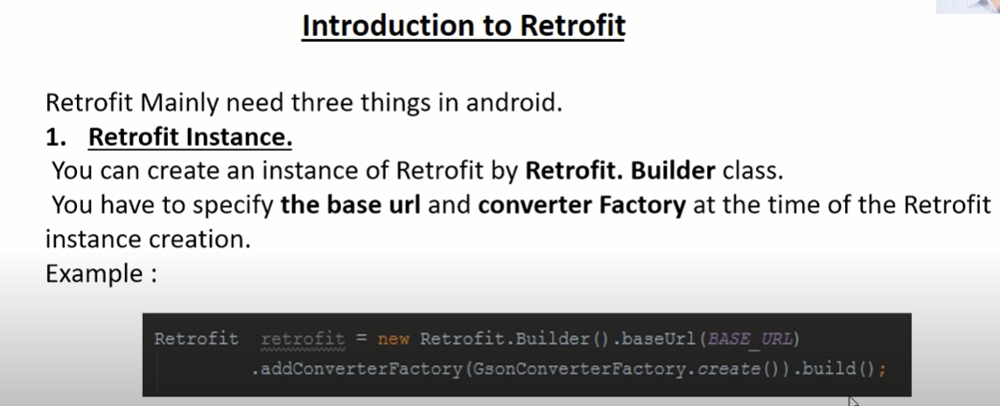 Introduction to Retrofit
Retrofit Mainly need three things in android.
1. Retrofit Instance.
You can create an instance of Retrofit by Retrofit. Builder class.
You have to specify the base url and converter Factory at the time of the Retrofit
instance creation.
Example :
Retrofit retrofit = new Retrofit.Builder().baseUrl(BASE_URL)
.addConverterFactory(GsonConverterFactory.create()).build();